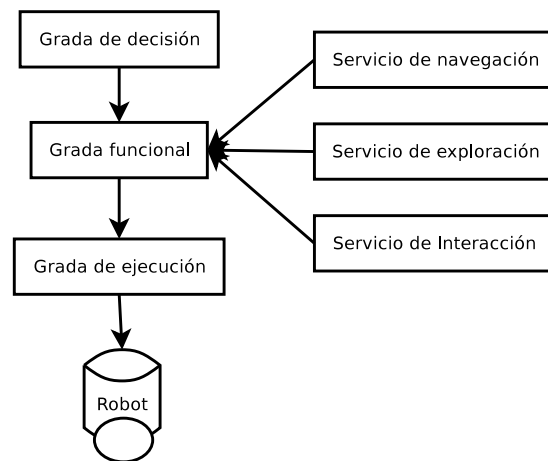 Grada de decisión
Servicio de navegación
Grada funcional
Servicio de exploración
Servicio de Interacción
Grada de ejecución
Robot